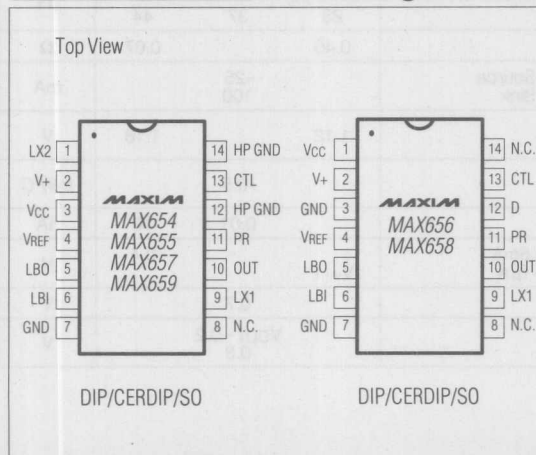 Top View
LX2 1
V+ 2
VCC 3
VREF 4
LBO 5
LBI 6
GND 7
14 HP GND
13 CTL
12 HP GND
11 PR
10 OUT
9 LX1
8 N.C.
MAXIM
MAX654
MAX655
MAX657
MAX659
DIP/CERDIP/SO
VCC 1
V+ 2
GND 3
VREF 4
LBO 5
LBI 6
GND 7
14 N.C.
13 CTL
12 D
11 PR
10 OUT
9 LX1
8 N.C.
MAXIM
MAX656
MAX658
DIP/CERDIP/SO